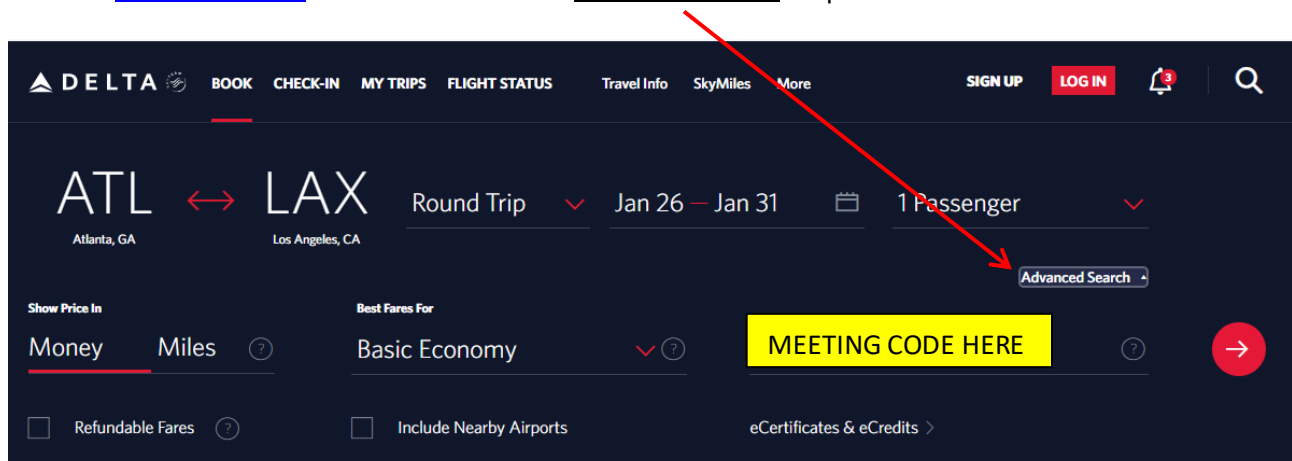 DELTA BOOK CHECK-IN MY TRIPS FLIGHT STATUS Travel Info SkyMiles More SIGN UP LOG IN 3
ATL LAX Round Trip Jan 26 — Jan 31 1 Passenger
Atlanta, GA Los Angeles, CA
Advanced Search
Show Price In Best Fares For
Money Miles ? Basic Economy ? MEETING CODE HERE ?
Refundable Fares ? Include Nearby Airports eCertificates & eCredits >